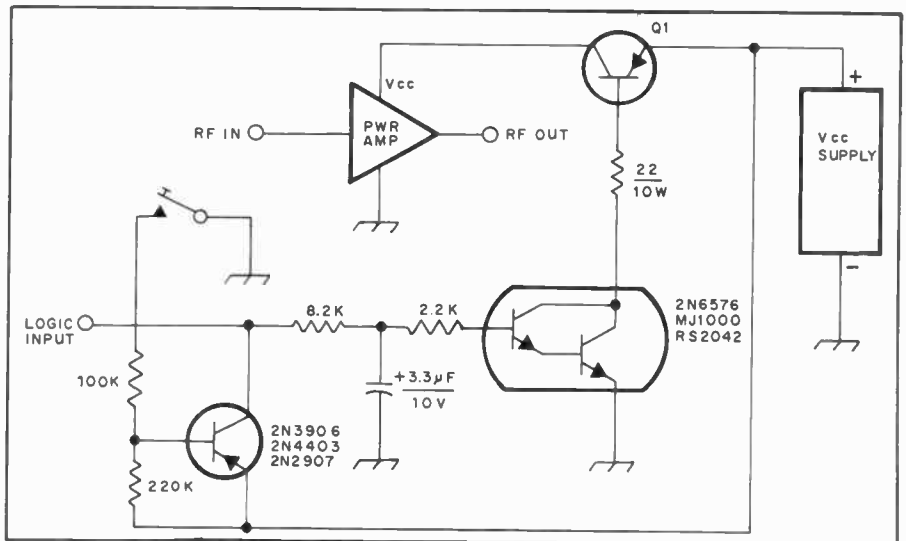 Q1
Vcc
+
RF IN
PWR
AMP
RF OUT
Vcc
SUPPLY
22
10W
-
8.2K
2.2K
2N6576
MJ1000
RS2042
LOGIC
INPUT
100K
+3.3µF
10V
2N3906
2N4403
2N2907
220K